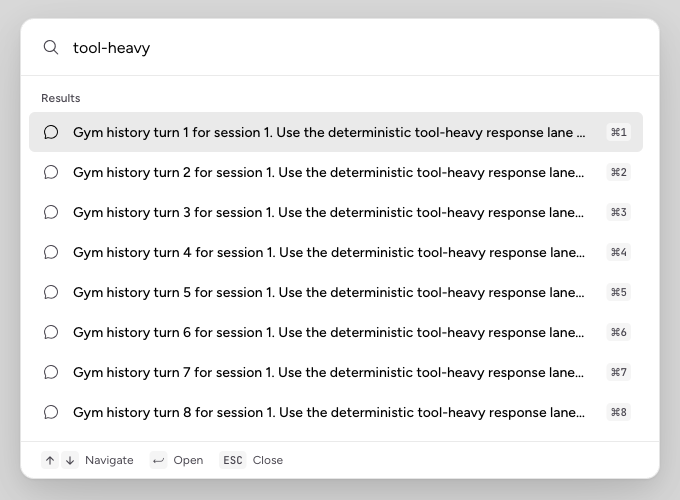 tool-heavy
Results
Gym history turn 1 for session 1. Use the deterministic tool-heavy response lane ... ⌘1
Gym history turn 2 for session 1. Use the deterministic tool-heavy response lane... ⌘2
Gym history turn 3 for session 1. Use the deterministic tool-heavy response lane... ⌘3
Gym history turn 4 for session 1. Use the deterministic tool-heavy response lane... ⌘4
Gym history turn 5 for session 1. Use the deterministic tool-heavy response lane... ⌘5
Gym history turn 6 for session 1. Use the deterministic tool-heavy response lane... ⌘6
Gym history turn 7 for session 1. Use the deterministic tool-heavy response lane... ⌘7
Gym history turn 8 for session 1. Use the deterministic tool-heavy response lane... ⌘8
↑ ↓ Navigate ↩ Open ESC Close